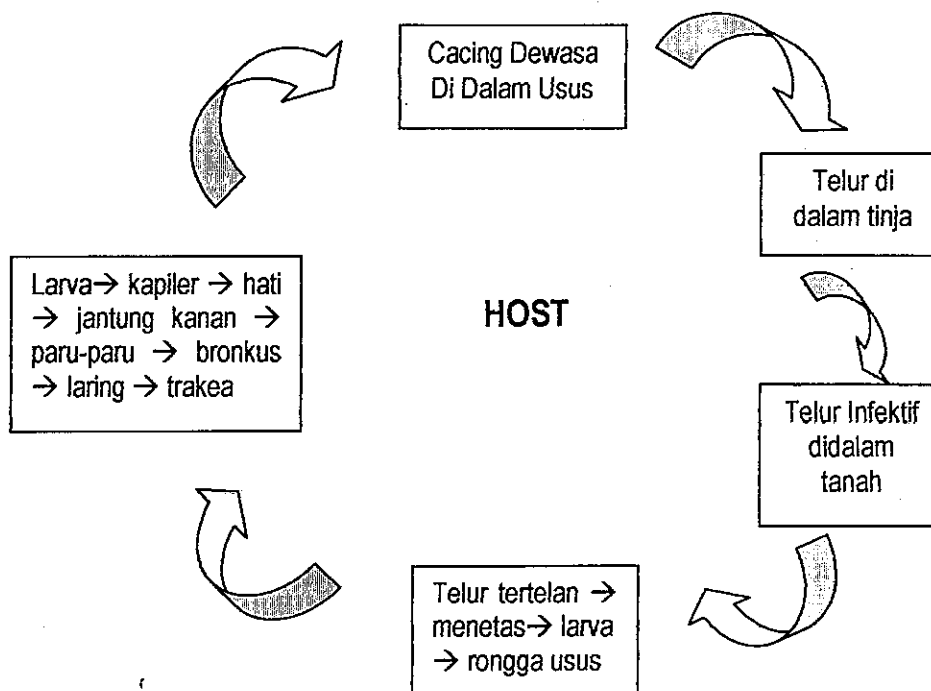 Cacing Dewasa
Di Dalam Usus
Telur di
dalam tinja
Telur Infektif
didalam
tanah
Telur tertelan →
menetas→ larva
→ rongga usus
Larva→ kapiler → hati
→ jantung kanan →
paru-paru → bronkus
→ laring → trakea
HOST